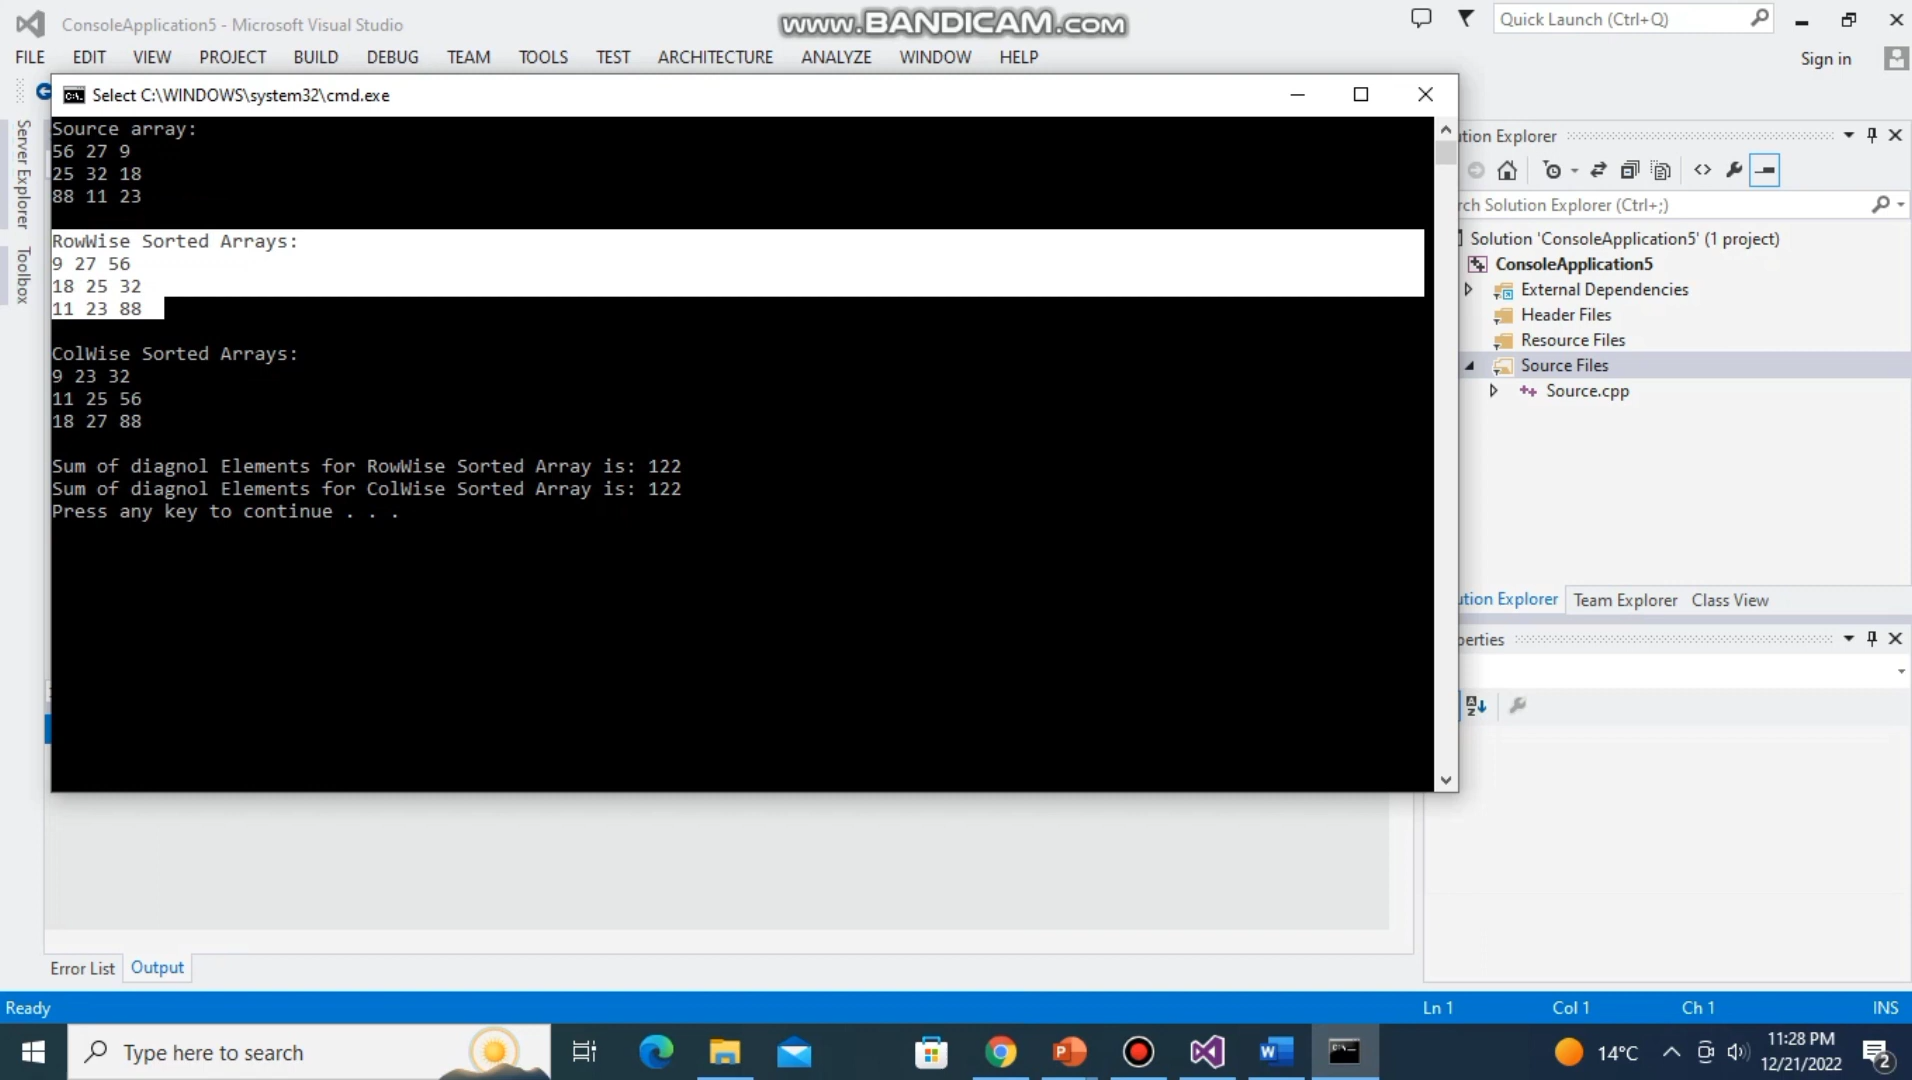 ConsoleApplication5 - Microsoft Visual Studio
www.BANDICAM.com
Quick Launch (Ctrl+Q)
FILE EDIT VIEW PROJECT BUILD DEBUG TEAM TOOLS TEST ARCHITECTURE ANALYZE WINDOW HELP
Sign in
Select C:\WINDOWS\system32\cmd.exe
Server Explorer
Toolbox
Source array:
56 27 9
25 32 18
88 11 23
RowWise Sorted Arrays:
9 27 56
18 25 32
11 23 88
ColWise Sorted Arrays:
9 23 32
11 25 56
18 27 88
Sum of diagnol Elements for RowWise Sorted Array is: 122
Sum of diagnol Elements for ColWise Sorted Array is: 122
Press any key to continue . . .
ution Explorer
rch Solution Explorer (Ctrl+;)
Solution 'ConsoleApplication5' (1 project)
ConsoleApplication5
External Dependencies
Header Files
Resource Files
Source Files
Source.cpp
ution Explorer Team Explorer Class View
perties
Error List Output
Ready
Ln 1 Col 1 Ch 1 INS
Type here to search
14°C
11:28 PM
12/21/2022
2